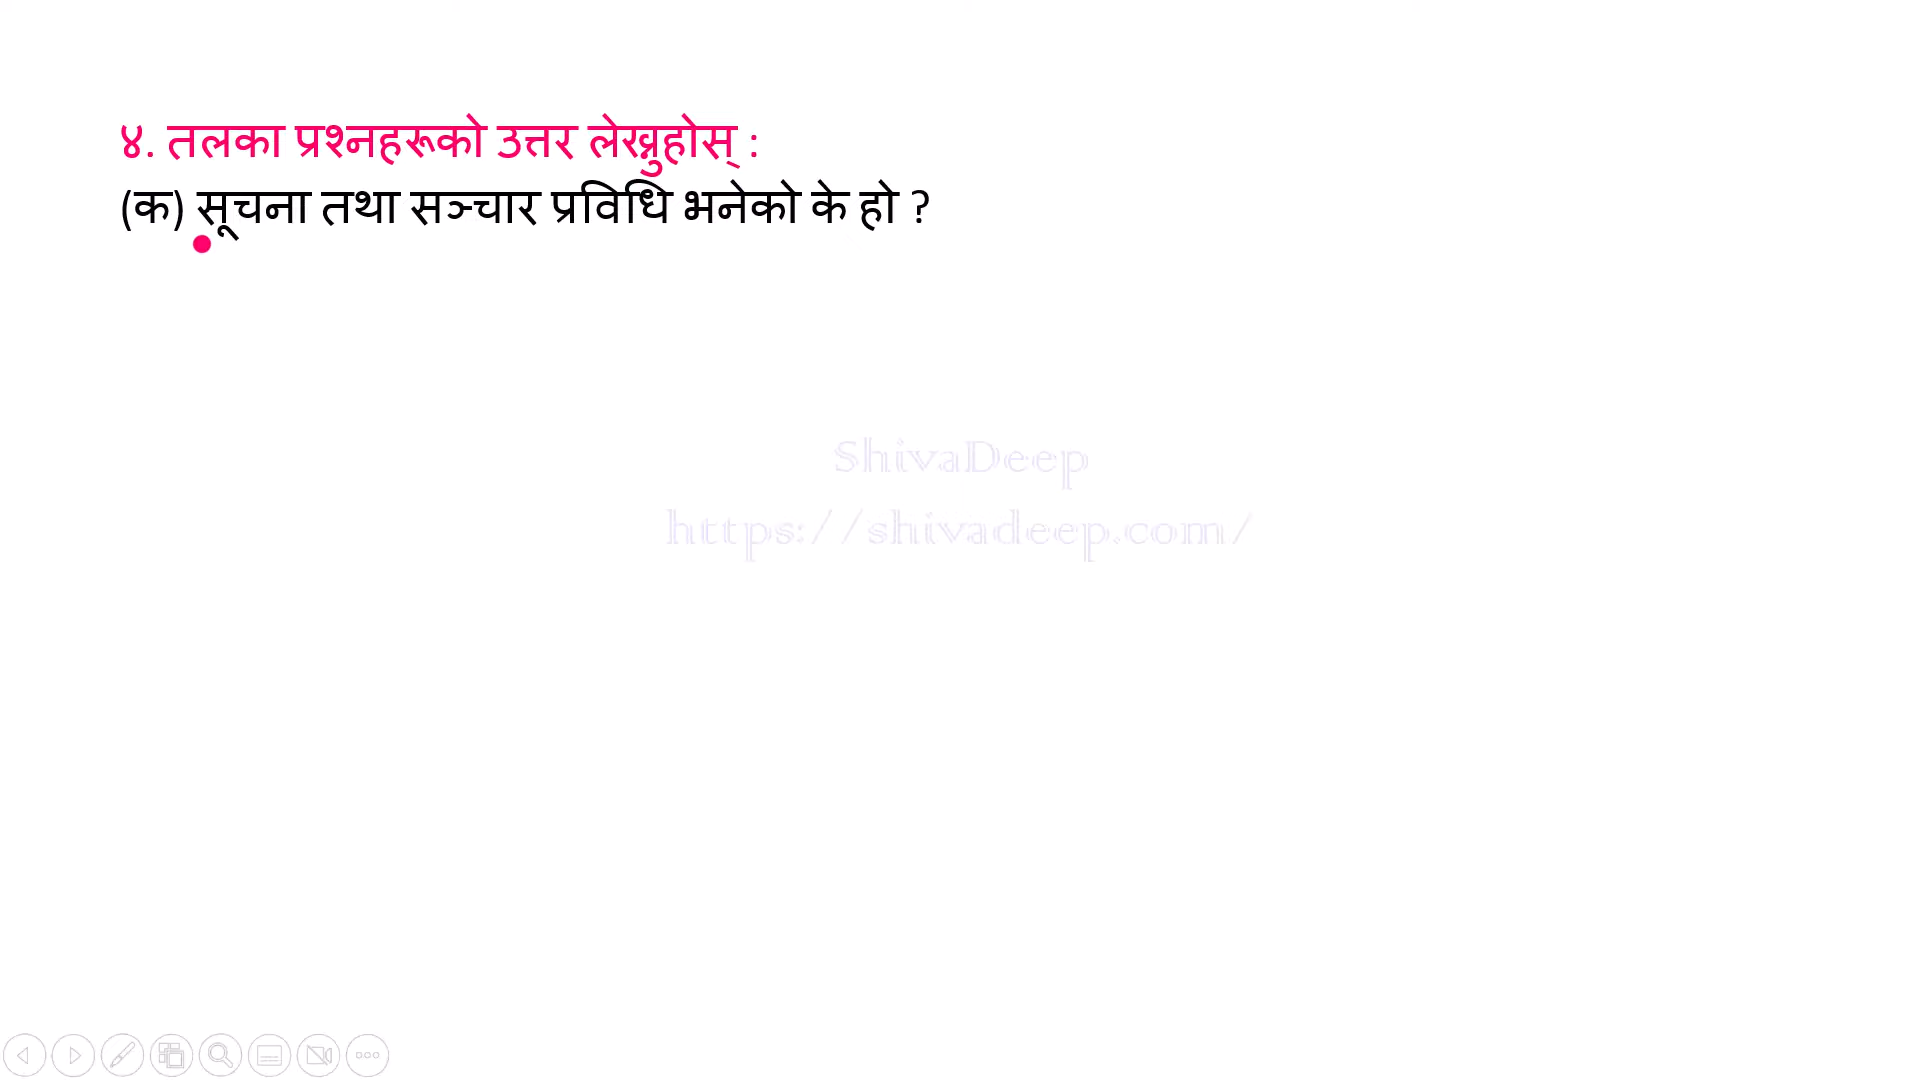 ४. तलका प्रश्नहरूको उत्तर लेख्नुहोस् :
(क) सूचना तथा सञ्चार प्रविधि भनेको के हो ?
ShivaDeep
https://shivadeep.com/